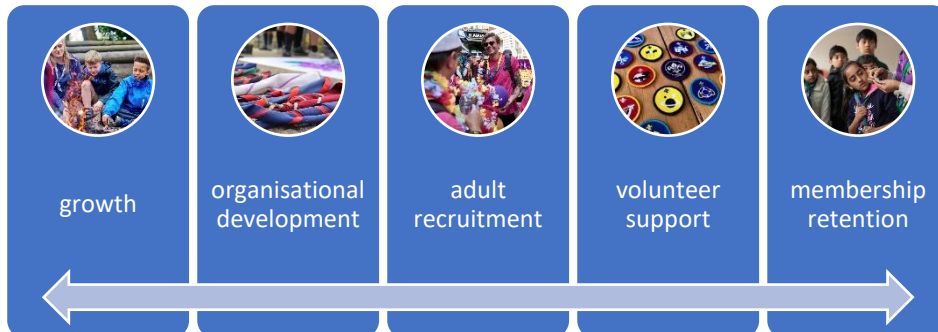 growth
organisational
development
adult
recruitment
volunteer
support
membership
retention